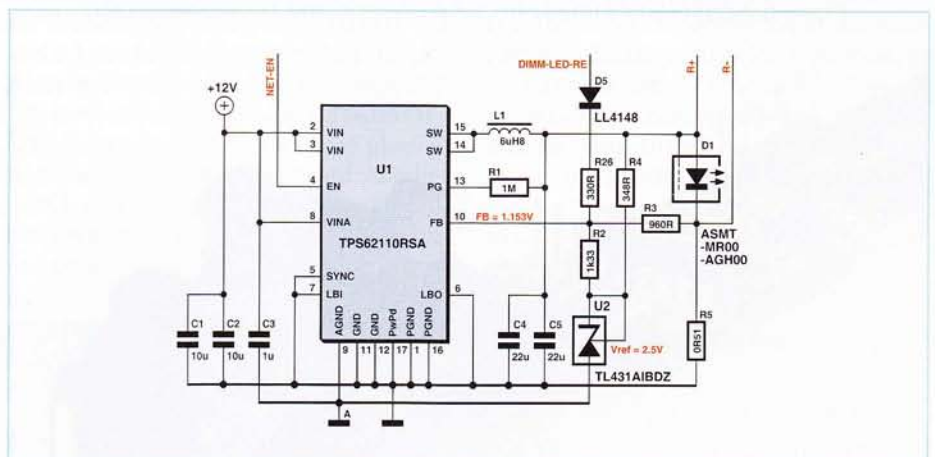 NET-EN
DIMM-LED-RE
R+
R-
+12V
D5
LL4148
2 VIN
3 VIN
4 EN
8 VINA
5 SYNC
7 LBI
U1
TPS62110RSA
SW 15
SW 14
PG 13
FB 10
LBO 6
AGND GND GND PwPd PGND PGND
9 11 12 17 1 16
L1
6uH8
R1
1M
FB = 1.153V
R26
330R
R4
348R
R3
960R
R2
1k33
D1
ASMT
-MR00
-AGH00
U2
Vref = 2.5V
TL431AIBDZ
R5
0R51
C1
10u
C2
10u
C3
1u
C4
22u
C5
22u
A